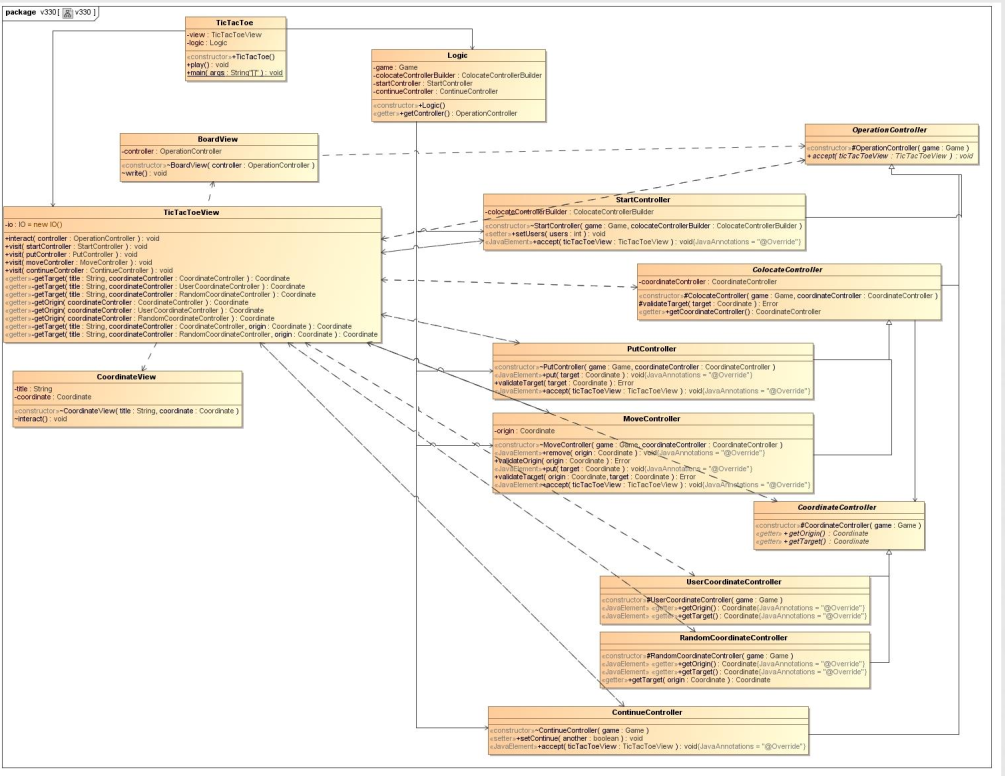 package v330[ v330 ]
TicTacToe
-view : TicTacToeView
-logic : Logic
«constructor»+TicTacToe()
+play() : void
+main( args : String"[]" ) : void
Logic
-game : Game
-colocateControllerBuilder : ColocateControllerBuilder
-startController : StartController
-continueController : ContinueController
«constructor»+Logic()
«getter»+getController() : OperationController
BoardView
-controller : OperationController
«constructor»~BoardView( controller : OperationController )
~write() : void
OperationController
«constructor»#OperationController( game : Game )
+accept( ticTacToeView : TicTacToeView ) : void
TicTacToeView
-io : IO = new IO()
+interact( controller : OperationController ) : void
+visit( startController : StartController ) : void
+visit( putController : PutController ) : void
+visit( moveController : MoveController ) : void
+visit( continueController : ContinueController ) : void
«getter»-getTarget( title : String, coordinateController : CoordinateController ) : Coordinate
«getter»-getTarget( title : String, coordinateController : UserCoordinateController ) : Coordinate
«getter»-getTarget( title : String, coordinateController : RandomCoordinateController ) : Coordinate
«getter»-getOrigin( coordinateController : CoordinateController ) : Coordinate
«getter»-getOrigin( coordinateController : UserCoordinateController ) : Coordinate
«getter»-getOrigin( coordinateController : RandomCoordinateController ) : Coordinate
«getter»-getTarget( title : String, coordinateController : CoordinateController, origin : Coordinate ) : Coordinate
«getter»-getTarget( title : String, coordinateController : RandomCoordinateController, origin : Coordinate ) : Coordinate
StartController
-colocateControllerBuilder : ColocateControllerBuilder
«constructor»~StartController( game : Game, colocateControllerBuilder : ColocateControllerBuilder )
«setter»+setUsers( users : int ) : void
«JavaElement»+accept( ticTacToeView : TicTacToeView ) : void{JavaAnnotations = "@Override"}
ColocateController
-coordinateController : CoordinateController
«constructor»#ColocateController( game : Game, coordinateController : CoordinateController )
#validateTarget( target : Coordinate ) : Error
«getter»+getCoordinateController() : CoordinateController
PutController
«constructor»~PutController( game : Game, coordinateController : CoordinateController )
«JavaElement»+put( target : Coordinate ) : void{JavaAnnotations = "@Override"}
+validateTarget( target : Coordinate ) : Error
«JavaElement»+accept( ticTacToeView : TicTacToeView ) : void{JavaAnnotations = "@Override"}
CoordinateView
-title : String
-coordinate : Coordinate
«constructor»~CoordinateView( title : String, coordinate : Coordinate )
~interact() : void
MoveController
-origin : Coordinate
«constructor»~MoveController( game : Game, coordinateController : CoordinateController )
«JavaElement»+remove( origin : Coordinate ) : void{JavaAnnotations = "@Override"}
+validateOrigin( origin : Coordinate ) : Error
«JavaElement»+put( target : Coordinate ) : void{JavaAnnotations = "@Override"}
+validateTarget( origin : Coordinate, target : Coordinate ) : Error
«JavaElement»+accept( ticTacToeView : TicTacToeView ) : void{JavaAnnotations = "@Override"}
CoordinateController
«constructor»#CoordinateController( game : Game )
«getter» +getOrigin() : Coordinate
«getter» +getTarget() : Coordinate
UserCoordinateController
«constructor»#UserCoordinateController( game : Game )
«JavaElement» «getter»+getOrigin() : Coordinate{JavaAnnotations = "@Override"}
«JavaElement» «getter»+getTarget() : Coordinate{JavaAnnotations = "@Override"}
RandomCoordinateController
«constructor»#RandomCoordinateController( game : Game )
«JavaElement» «getter»+getOrigin() : Coordinate{JavaAnnotations = "@Override"}
«JavaElement» «getter»+getTarget() : Coordinate{JavaAnnotations = "@Override"}
«getter»+getTarget( origin : Coordinate ) : Coordinate
ContinueController
«constructor»~ContinueController( game : Game )
«setter»+setContinue( another : boolean ) : void
«JavaElement»+accept( ticTacToeView : TicTacToeView ) : void{JavaAnnotations = "@Override"}